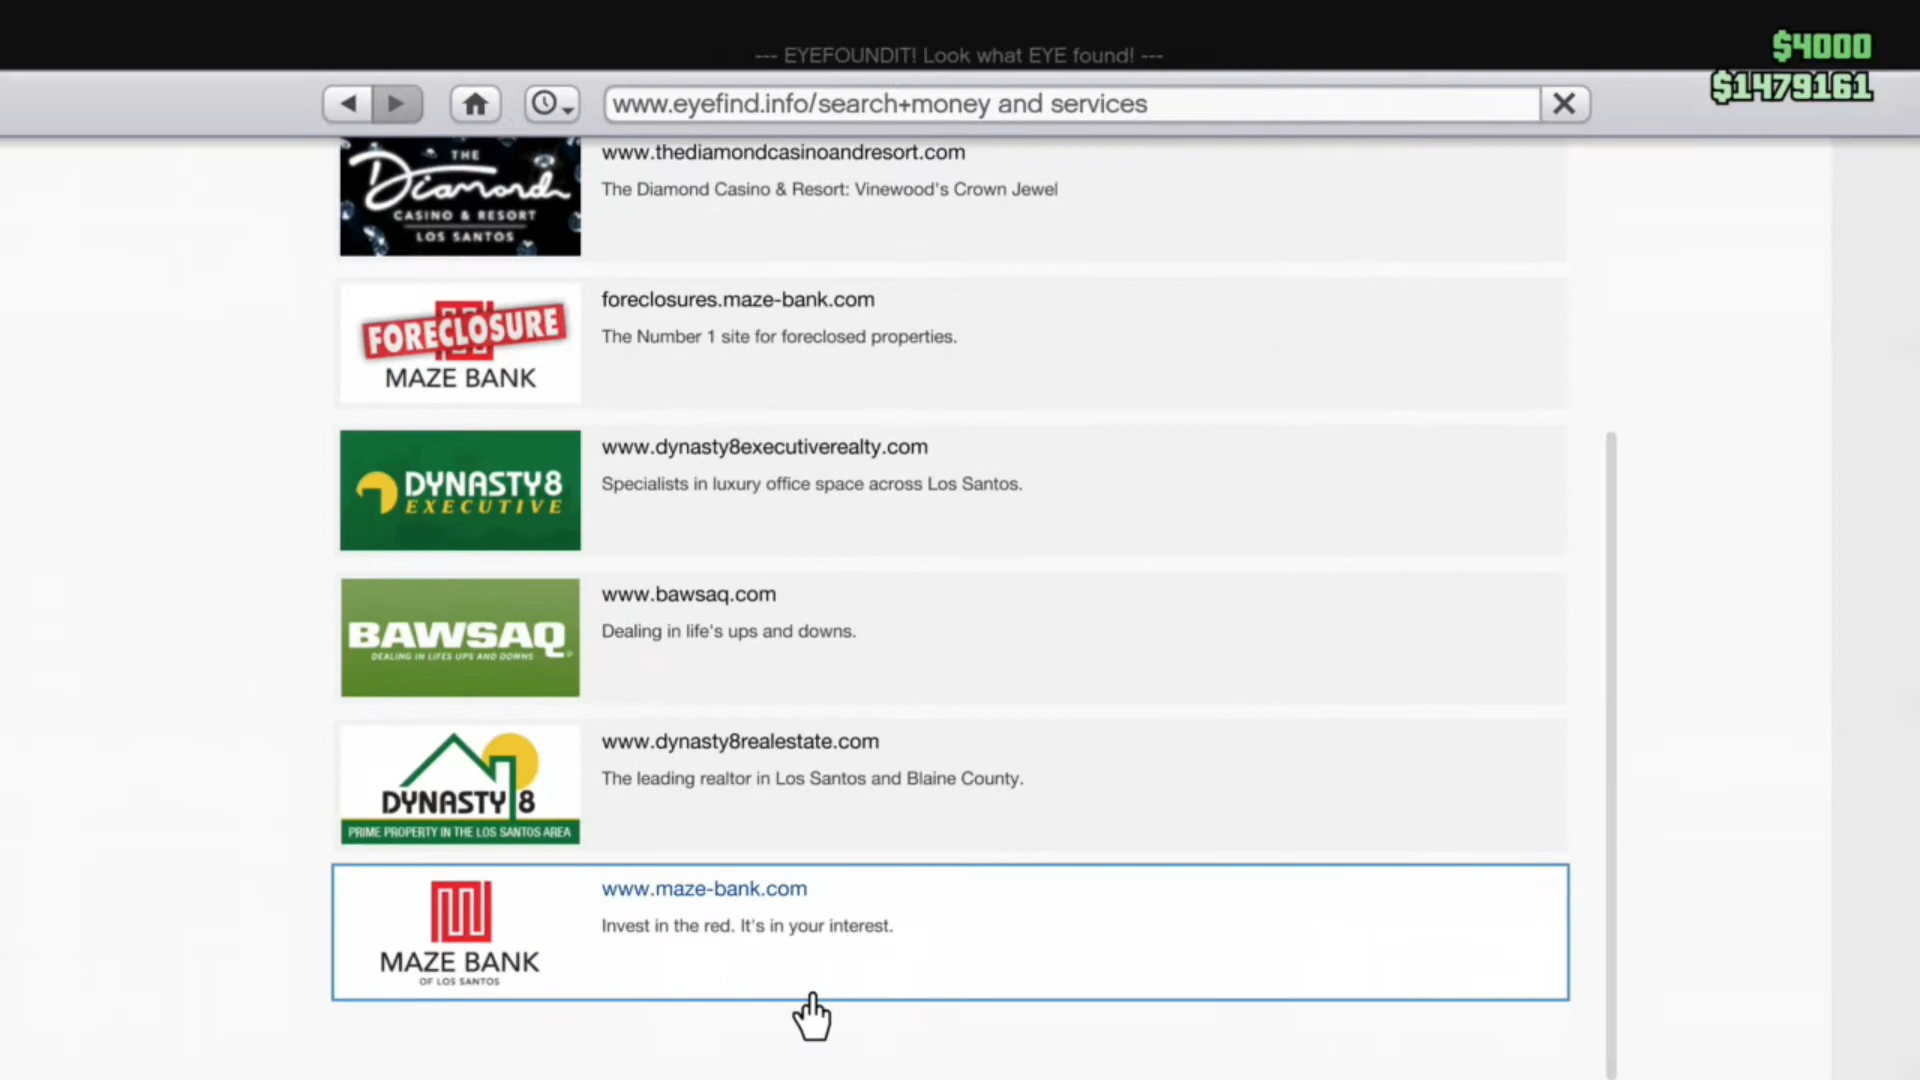 --- EYEFOUNDIT! Look what EYE found! ---
$4000
$1479161
www.eyefind.info/search+money and services
THE
Diamond
CASINO & RESORT
LOS SANTOS
www.thediamondcasinoandresort.com
The Diamond Casino & Resort: Vinewood's Crown Jewel
FORECLOSURE
MAZE BANK
foreclosures.maze-bank.com
The Number 1 site for foreclosed properties.
DYNASTY8
EXECUTIVE
www.dynasty8executiverealty.com
Specialists in luxury office space across Los Santos.
BAWSAQ
DEALING IN LIFES UPS AND DOWNS
www.bawsaq.com
Dealing in life's ups and downs.
DYNASTY 8
PRIME PROPERTY IN THE LOS SANTOS AREA
www.dynasty8realestate.com
The leading realtor in Los Santos and Blaine County.
MAZE BANK
OF LOS SANTOS
www.maze-bank.com
Invest in the red. It's in your interest.